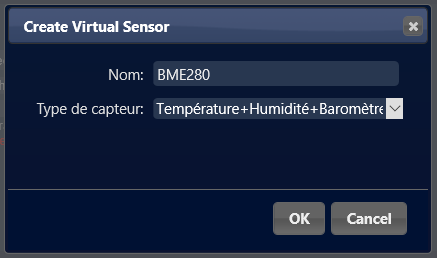 Create Virtual Sensor
Nom: BME280
Type de capteur: Température+Humidité+Baromètre
OK Cancel